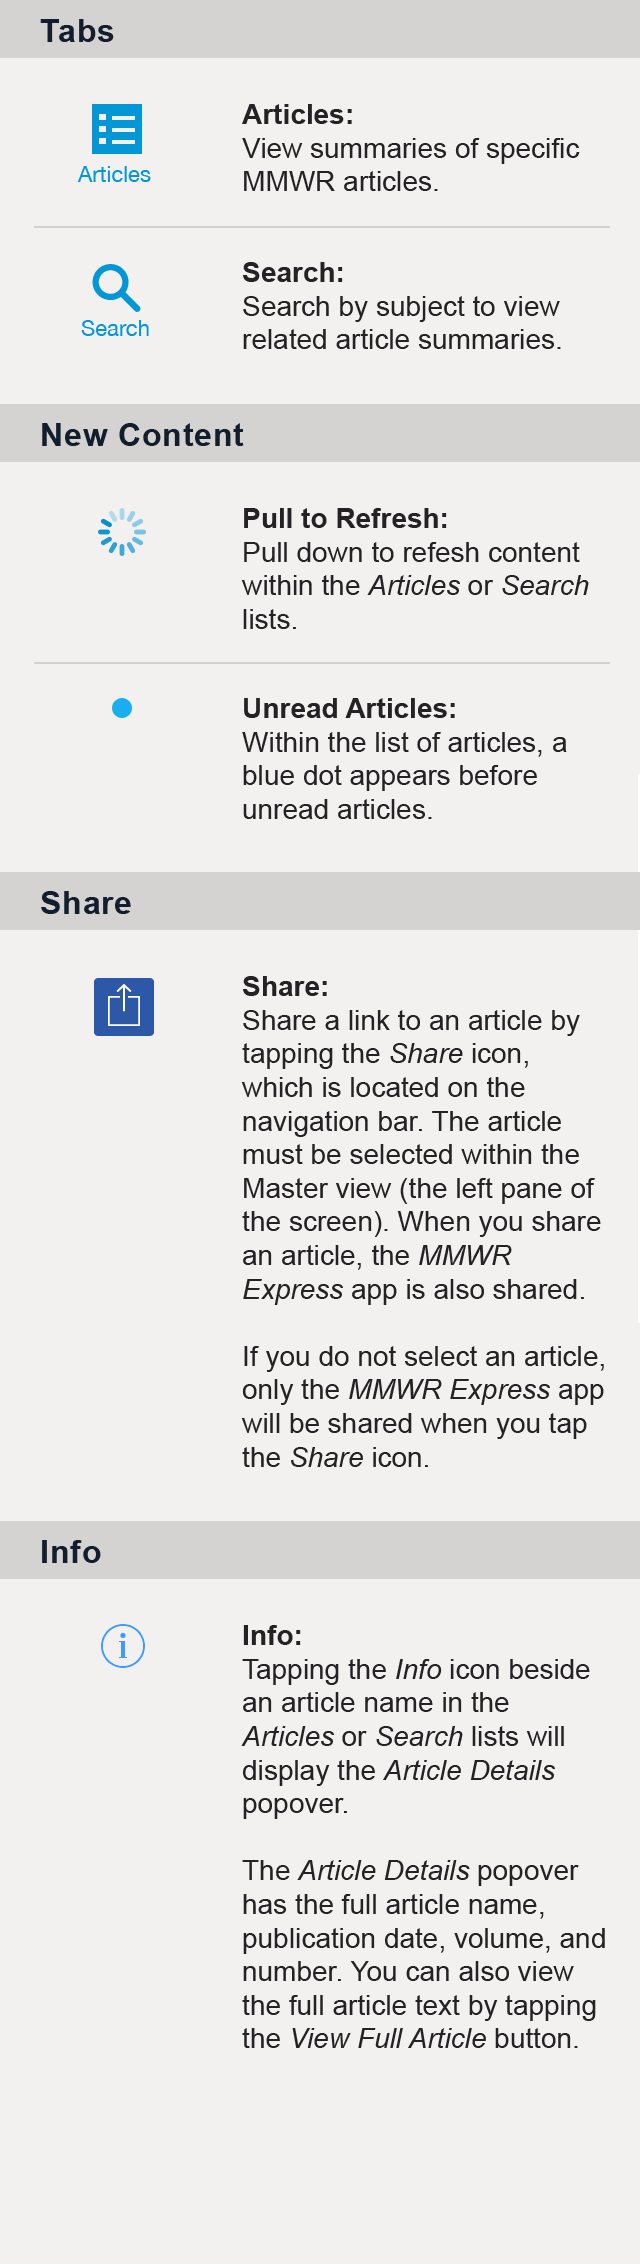 Tabs
Articles
Articles:
View summaries of specific
MMWR articles.
Search
Search:
Search by subject to view
related article summaries.
New Content
Pull to Refresh:
Pull down to refesh content
within the Articles or Search
lists.
Unread Articles:
Within the list of articles, a
blue dot appears before
unread articles.
Share
Share:
Share a link to an article by
tapping the Share icon,
which is located on the
navigation bar. The article
must be selected within the
Master view (the left pane of
the screen). When you share
an article, the MMWR
Express app is also shared.
If you do not select an article,
only the MMWR Express app
will be shared when you tap
the Share icon.
Info
i
Info:
Tapping the Info icon beside
an article name in the
Articles or Search lists will
display the Article Details
popover.
The Article Details popover
has the full article name,
publication date, volume, and
number. You can also view
the full article text by tapping
the View Full Article button.